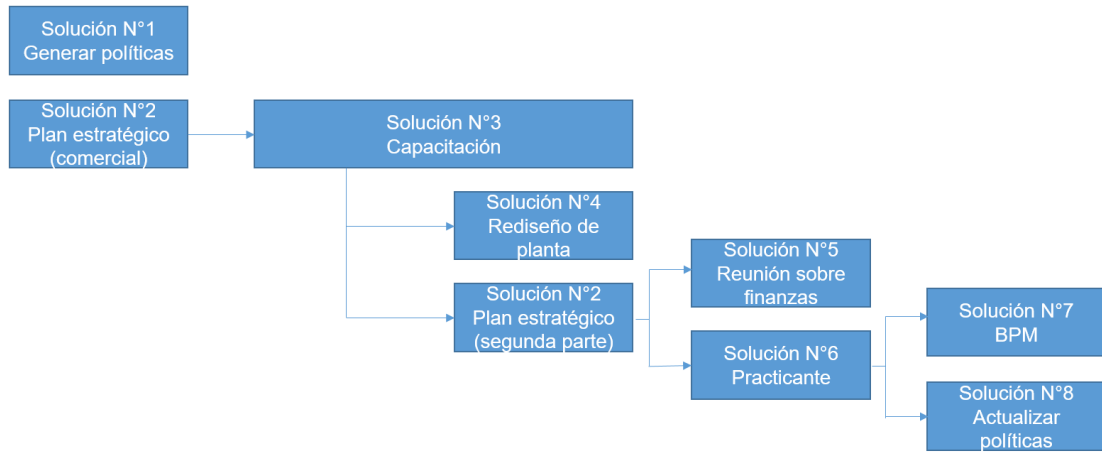 Solución N°1
Generar políticas
Solución N°2
Plan estratégico
(comercial)
Solución N°3
Capacitación
Solución N°4
Rediseño de
planta
Solución N°2
Plan estratégico
(segunda parte)
Solución N°5
Reunión sobre
finanzas
Solución N°6
Practicante
Solución N°7
BPM
Solución N°8
Actualizar
políticas